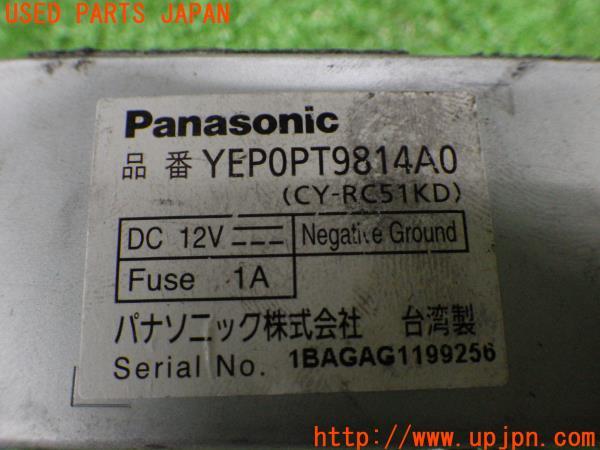 USED PARTS JAPAN
Panasonic
品番 YEP0PT9814A0
(CY-RC51KD)
DC 12V Negative Ground
Fuse 1A
パナソニック株式会社 台湾製
Serial No. 1BAGAG1199256
http://www.upjpn.com/